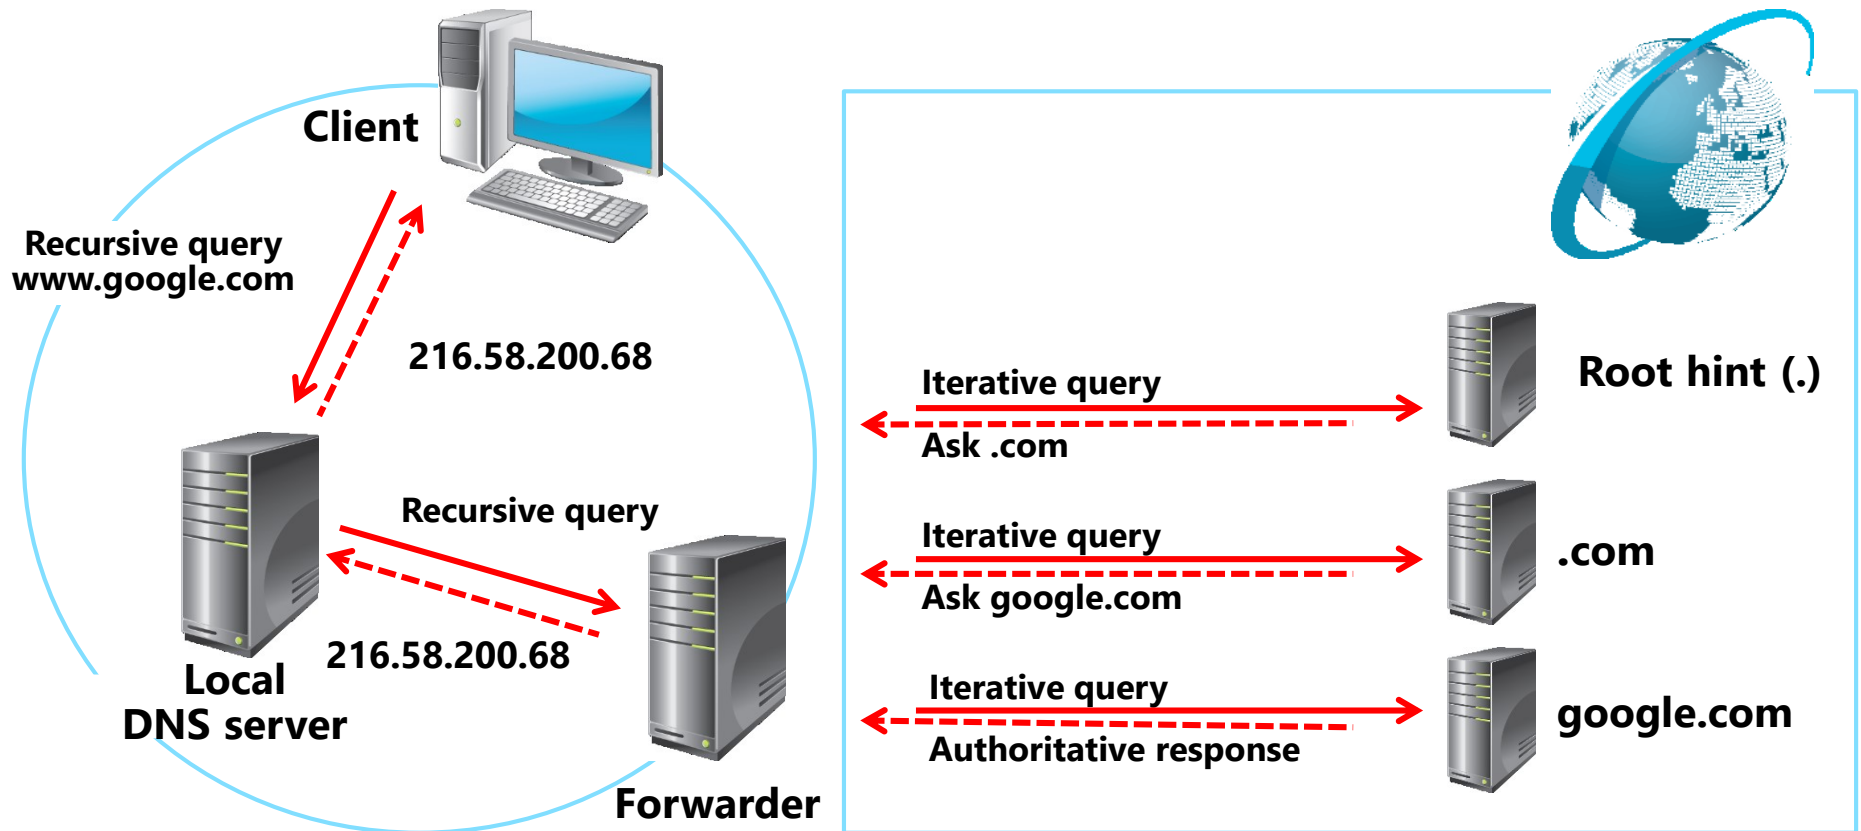 Client
Recursive query
www.google.com
216.58.200.68
Recursive query
216.58.200.68
Local
DNS server
Forwarder
Iterative query
Ask .com
Root hint (.)
Iterative query
Ask google.com
.com
Iterative query
Authoritative response
google.com